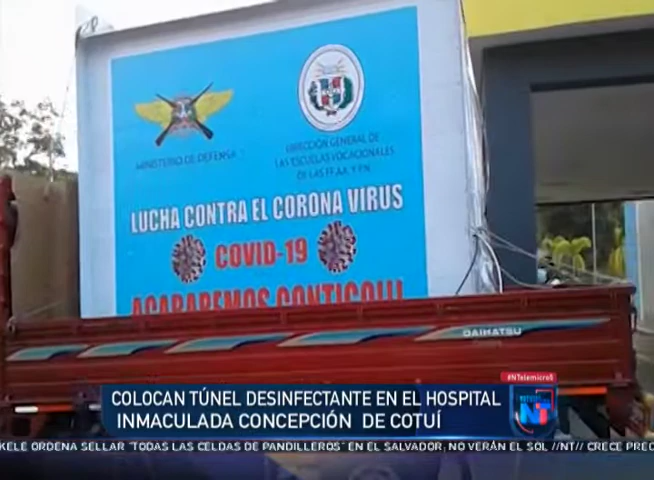 MINISTERIO DE DEFENSA
DIRECCIÓN GENERAL DE
LAS ESCUELAS VOCACIONALES
DE LAS FF.AA. Y P.N.
LUCHA CONTRA EL CORONA VIRUS
COVID-19
ACABAREMOS CONTIGO!!!
DAIHATSU
#NTelemicro5
COLOCAN TÚNEL DESINFECTANTE EN EL HOSPITAL
INMACULADA CONCEPCIÓN DE COTUÍ
NT
KELE ORDENA SELLAR "TODAS LAS CELDAS DE PANDILLEROS" EN EL SALVADOR: NO VERÁN EL SOL //NT// CRECE PREC